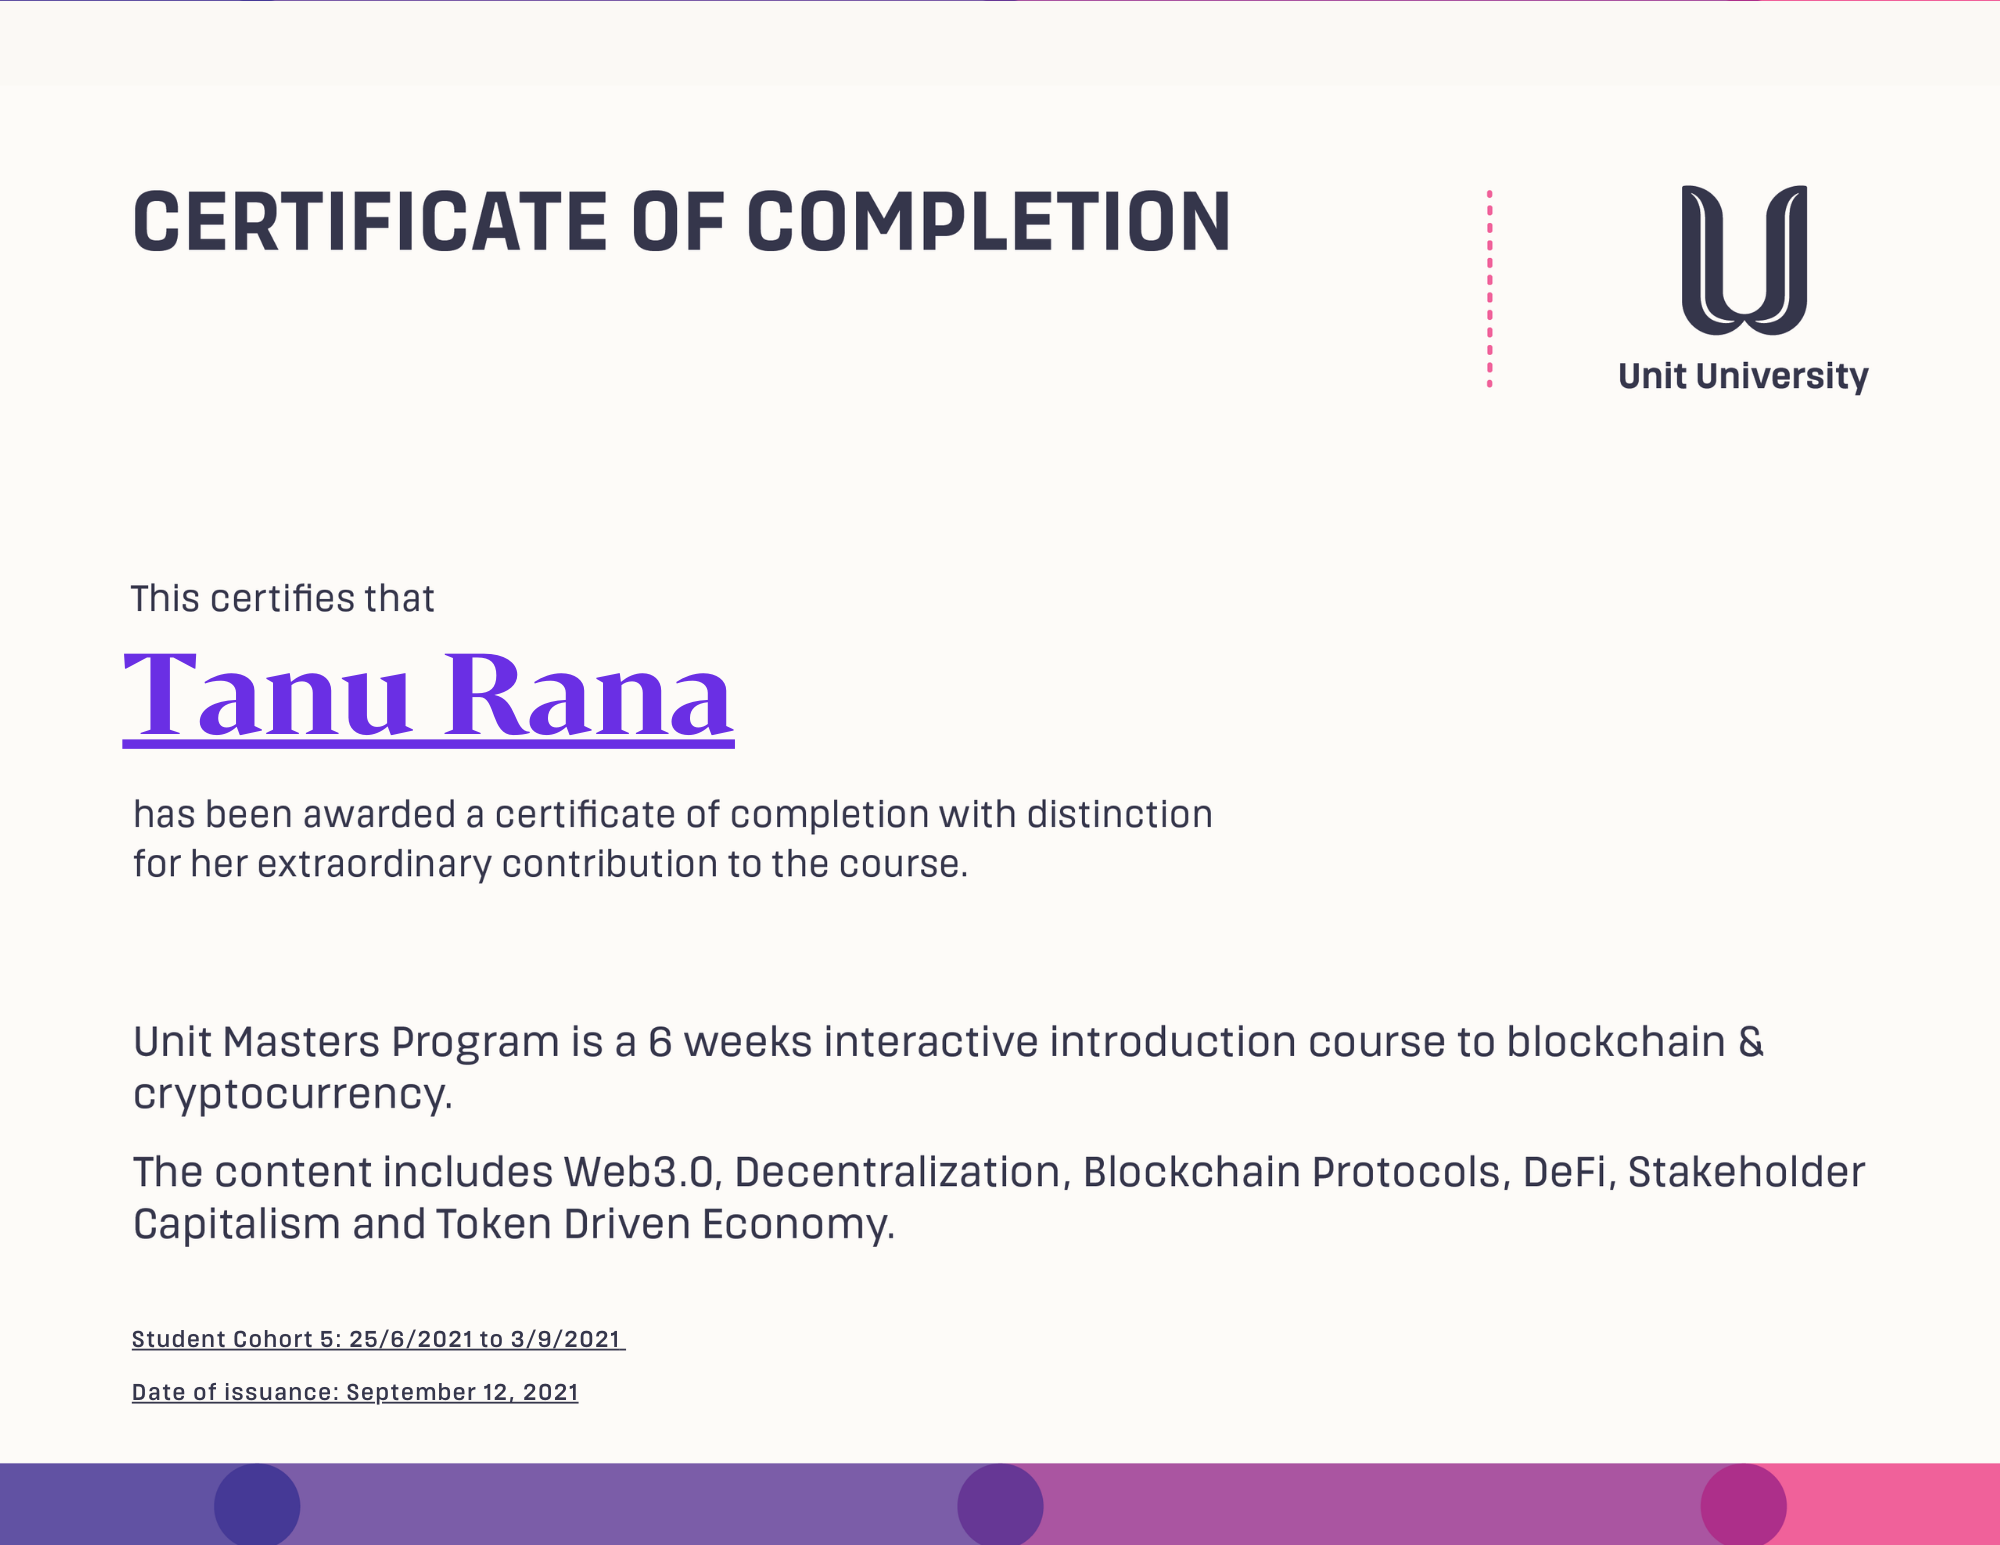 CERTIFICATE OF COMPLETION
Unit University
This certifies that
Tanu Rana
has been awarded a certificate of completion with distinction
for her extraordinary contribution to the course.
Unit Masters Program is a 6 weeks interactive introduction course to blockchain &
cryptocurrency.
The content includes Web3.0, Decentralization, Blockchain Protocols, DeFi, Stakeholder
Capitalism and Token Driven Economy.
Student Cohort 5: 25/6/2021 to 3/9/2021
Date of issuance: September 12, 2021